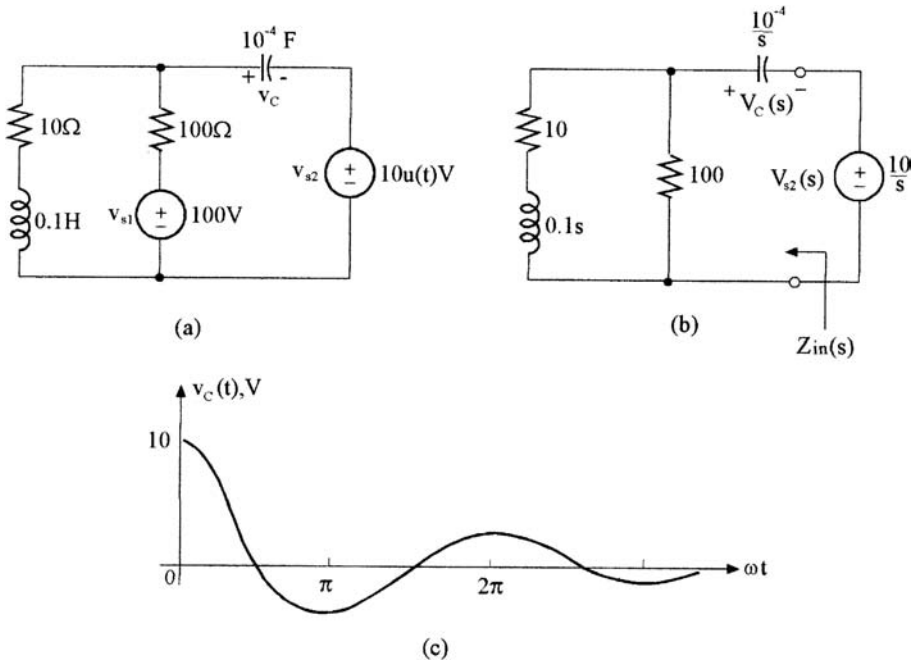 10⁻⁴ F
+ -
v_C
10Ω
100Ω
0.1H
v_s1
+
−
100V
v_s2
+
−
10u(t)V
(a)
10⁻⁴
s
+ V_C(s) −
10
100
0.1s
V_s2(s)
+
−
10
s
Zin(s)
(b)
v_C(t),V
10
0
π
2π
ωt
(c)